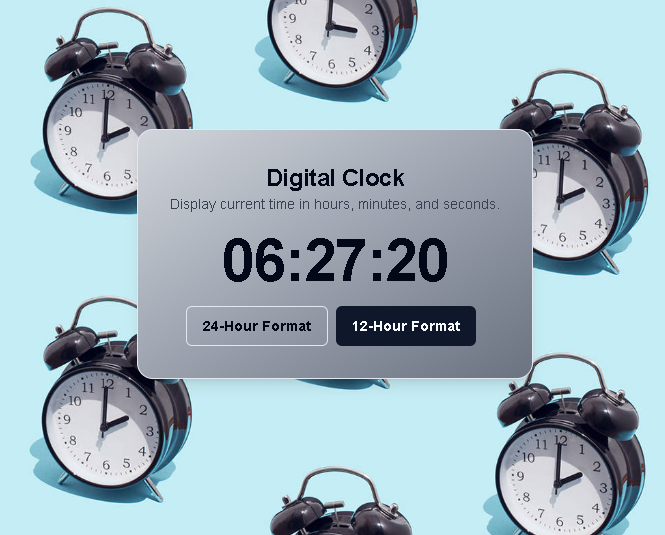 Digital Clock
Display current time in hours, minutes, and seconds.
06:27:20
24-Hour Format
12-Hour Format